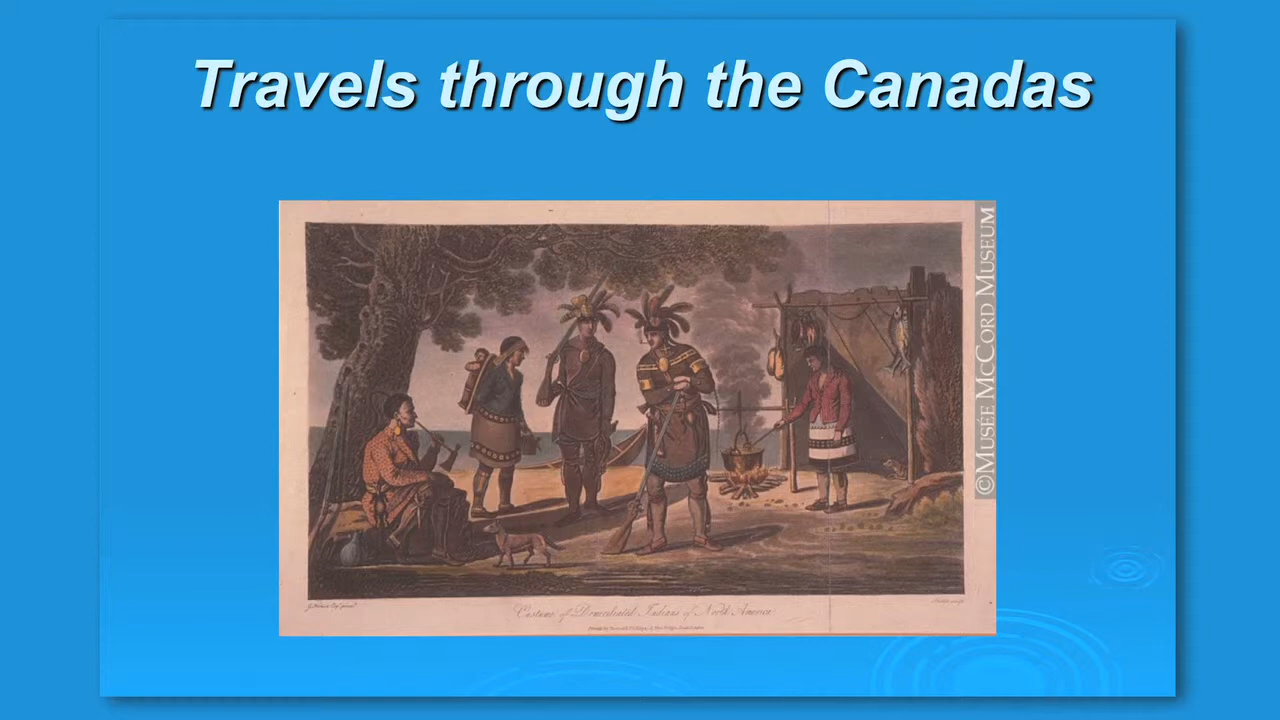 Travels through the Canadas
©MUSÉE MCCORD MUSEUM
Costume of Domiciliated Indians of North America